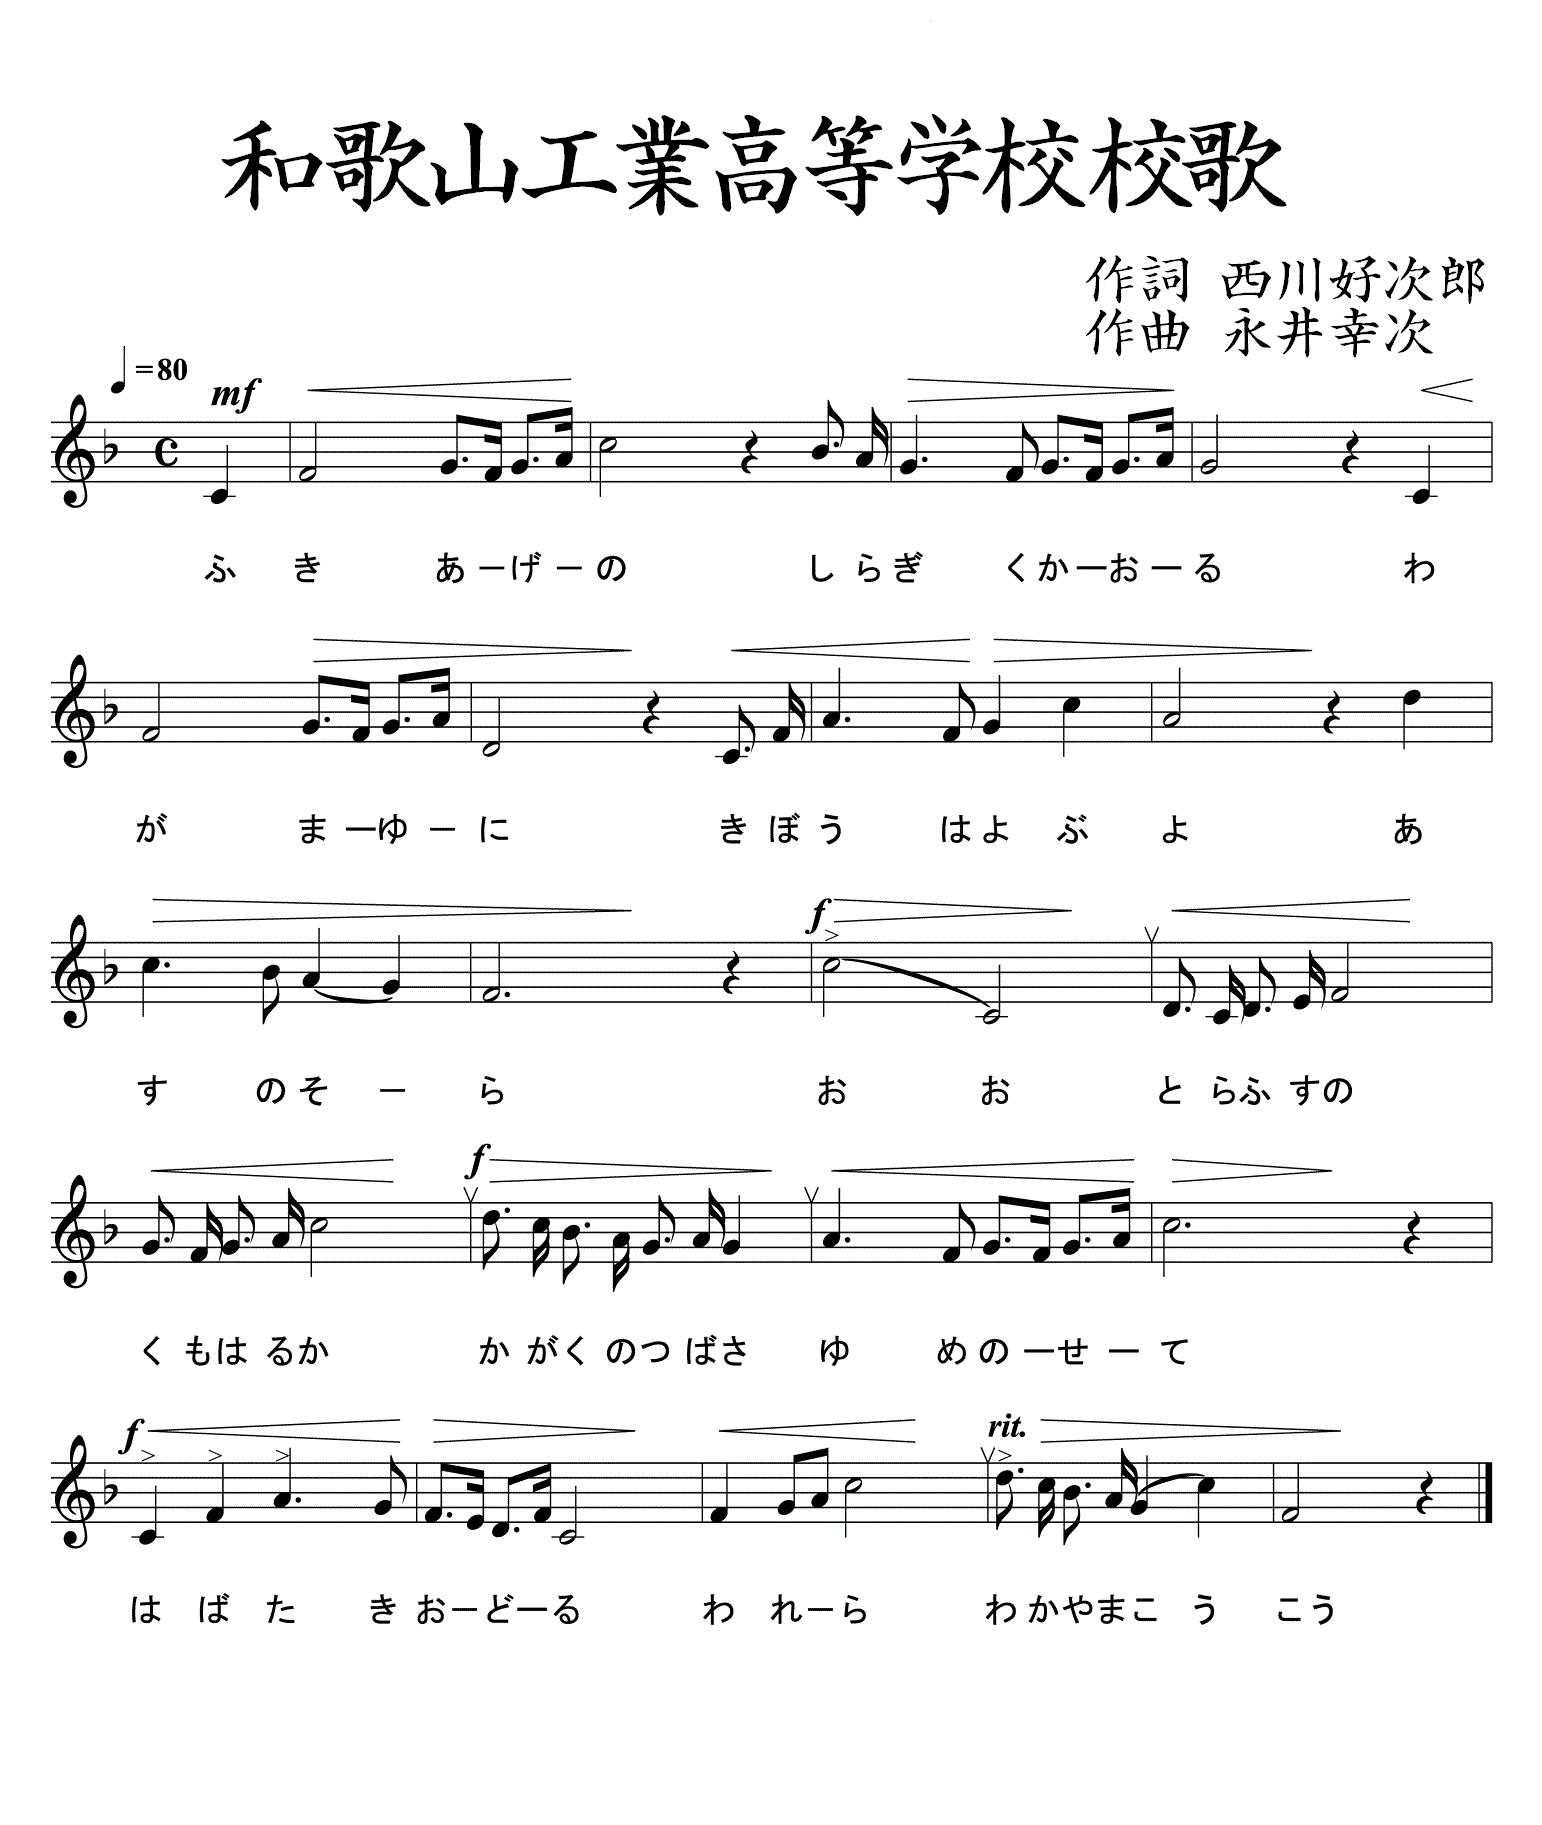 和歌山工業高等学校校歌
作詞 西川好次郎
作曲 永井幸次
=80
mf
ふ き あーげーの しらぎ くかーおーる わ
が まーゆーに きぼう はよぶよ あ
f
す のそーら お お とらふすの
f
くもはるか かがくのつばさ ゆ めのーせーて
f rit.
は ば た き おーどーる わ れーら わかやまこ う こう